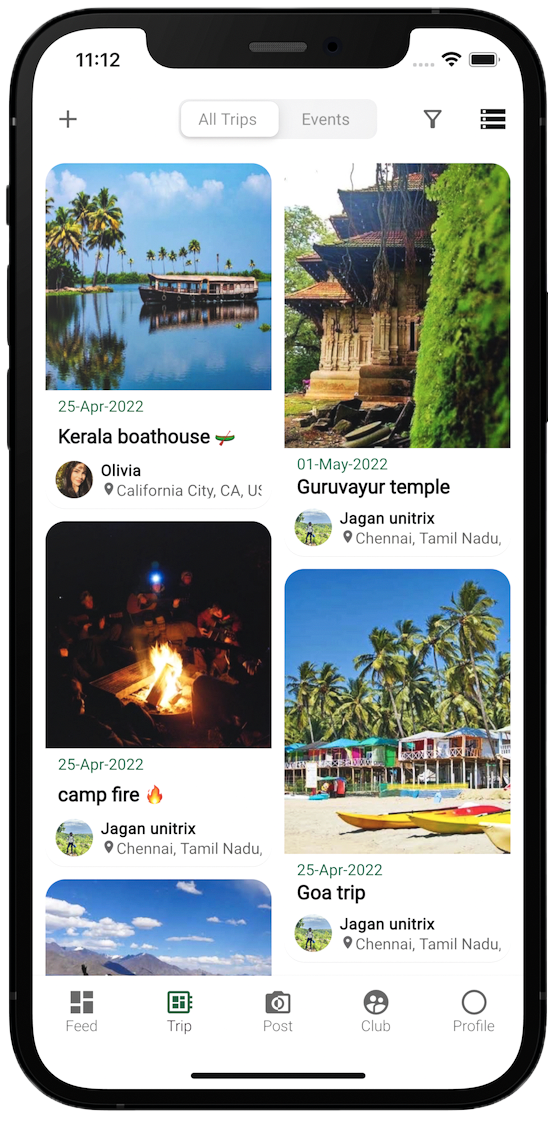 11:12
All Trips Events
25-Apr-2022
Kerala boathouse 🛶
Olivia
California City, CA, US
01-May-2022
Guruvayur temple
Jagan unitrix
Chennai, Tamil Nadu,
25-Apr-2022
camp fire 🔥
Jagan unitrix
Chennai, Tamil Nadu,
25-Apr-2022
Goa trip
Jagan unitrix
Chennai, Tamil Nadu,
Feed Trip Post Club Profile